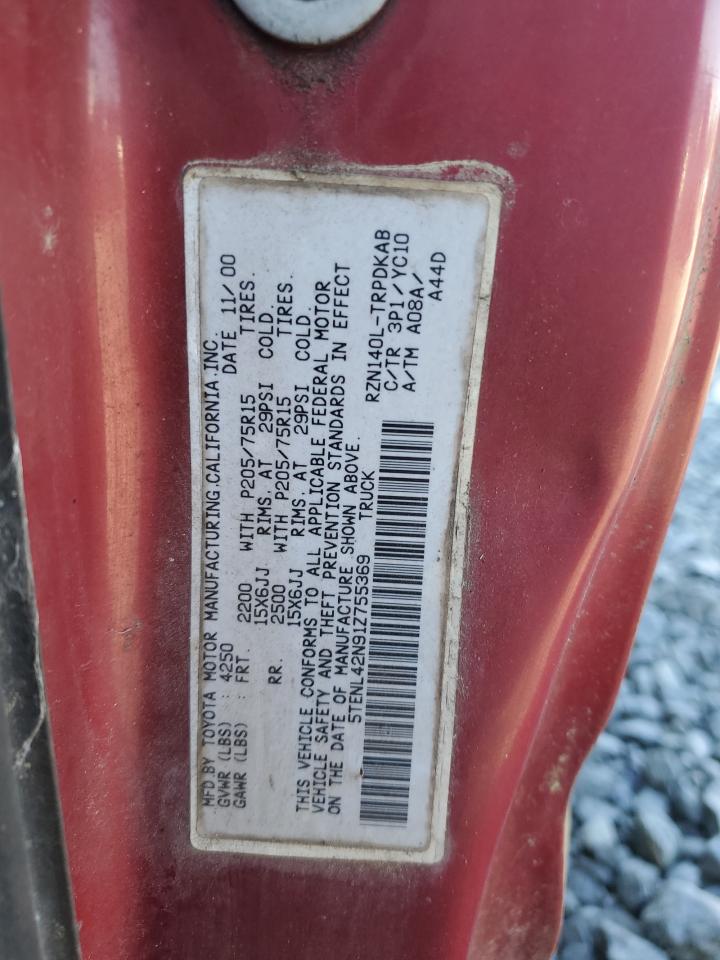 MFD BY TOYOTA MOTOR MANUFACTURING.CALIFORNIA.INC.
GVWR (LBS) : 4250 DATE 11/00
GAWR (LBS) : FRT. 2200 WITH P205/75R15 TIRES.
15X6JJ RIMS. AT 29PSI COLD.
RR. 2500 WITH P205/75R15 TIRES.
15X6JJ RIMS. AT 29PSI COLD.
THIS VEHICLE CONFORMS TO ALL APPLICABLE FEDERAL MOTOR
VEHICLE SAFETY AND THEFT PREVENTION STANDARDS IN EFFECT
ON THE DATE OF MANUFACTURE SHOWN ABOVE.
5TENL42N91Z755369 TRUCK
RZN140L-TRPDKAB
C/TR 3P1/YC10
A/TM A08A/
A44D